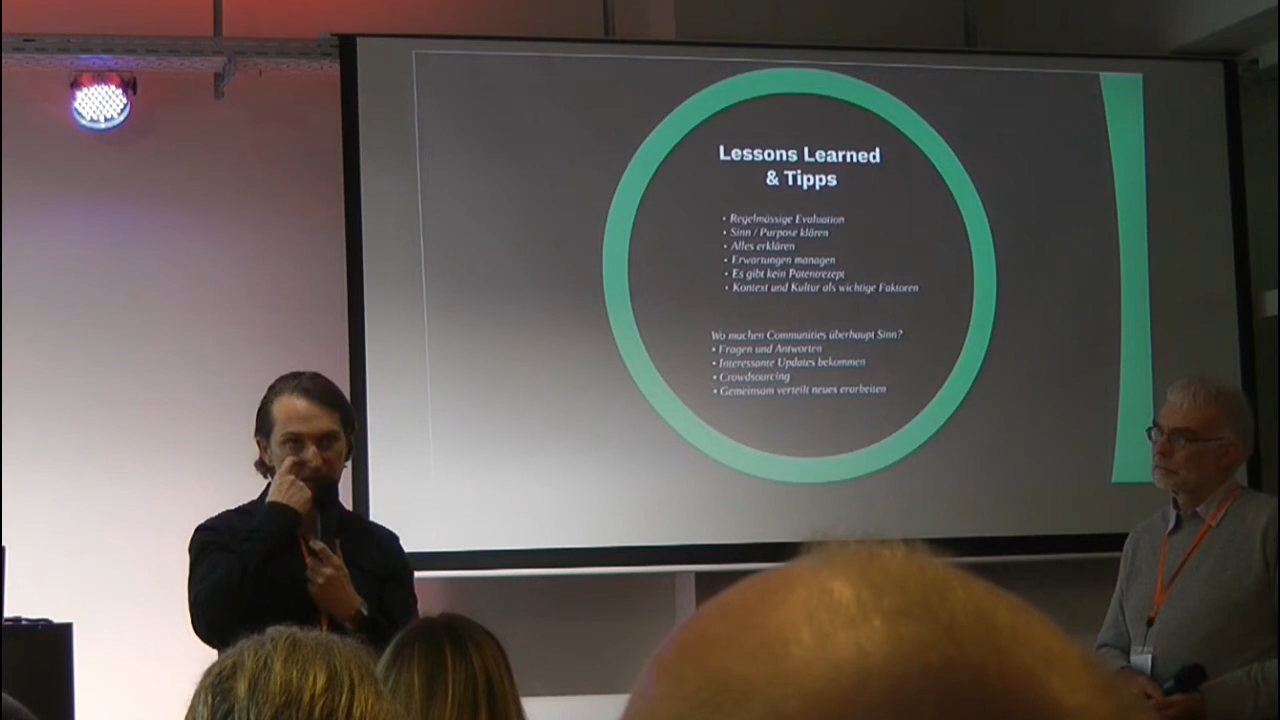 Lessons Learned
& Tipps
• Regelmässige Evaluation
• Sinn / Purpose klären
• Alles erklären
• Erwartungen managen
• Es gibt kein Patenrezept
• Kontext und Kultur als wichtige Faktoren
Wo machen Communities überhaupt Sinn?
• Fragen und Antworten
• Interessante Updates bekommen
• Crowdsourcing
• Gemeinsam verteilt neues erarbeiten